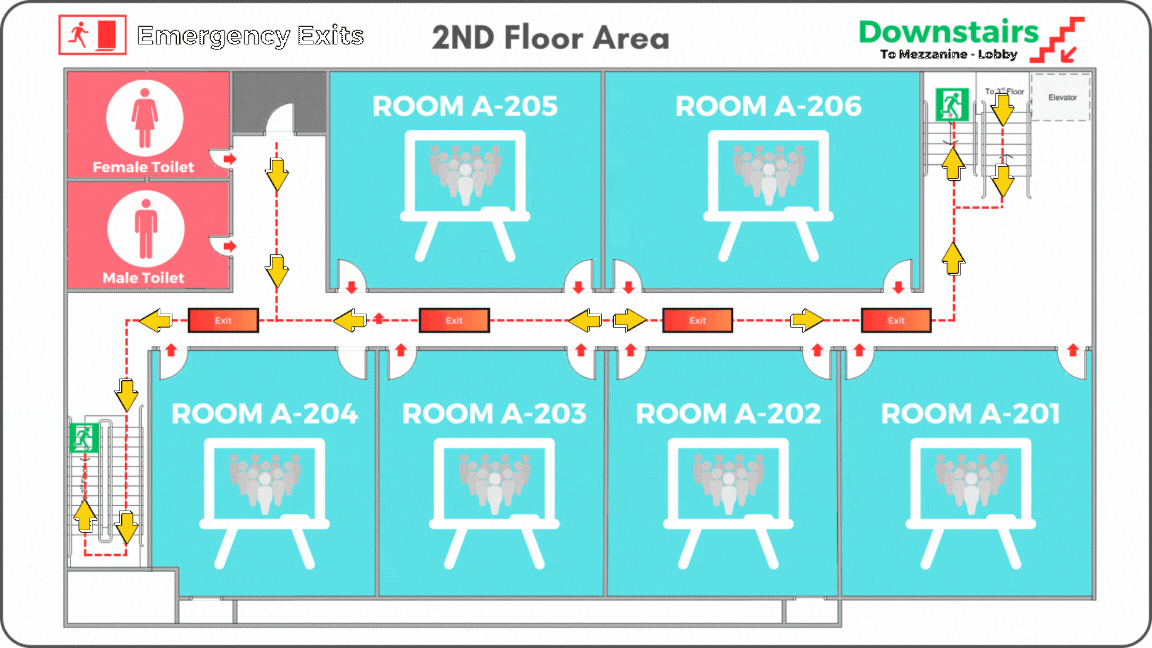 Emergency Exits
2ND Floor Area
Downstairs
To Mezzanine - Lobby
ROOM A-205
ROOM A-206
To 3rd Floor
Elevator
Female Toilet
Male Toilet
Exit
Exit
Exit
Exit
ROOM A-204
ROOM A-203
ROOM A-202
ROOM A-201
Floor